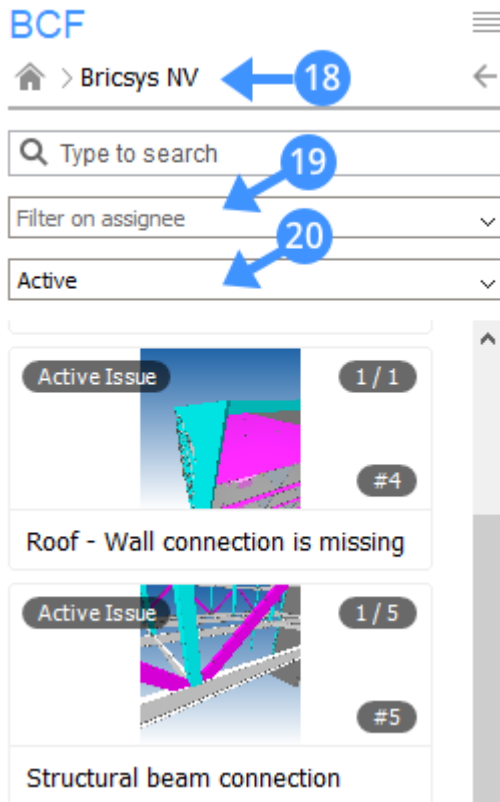 BCF
> Bricsys NV
18
Type to search
19
Filter on assignee
20
Active
Active Issue
1 / 1
#4
Roof - Wall connection is missing
Active Issue
1 / 5
#5
Structural beam connection